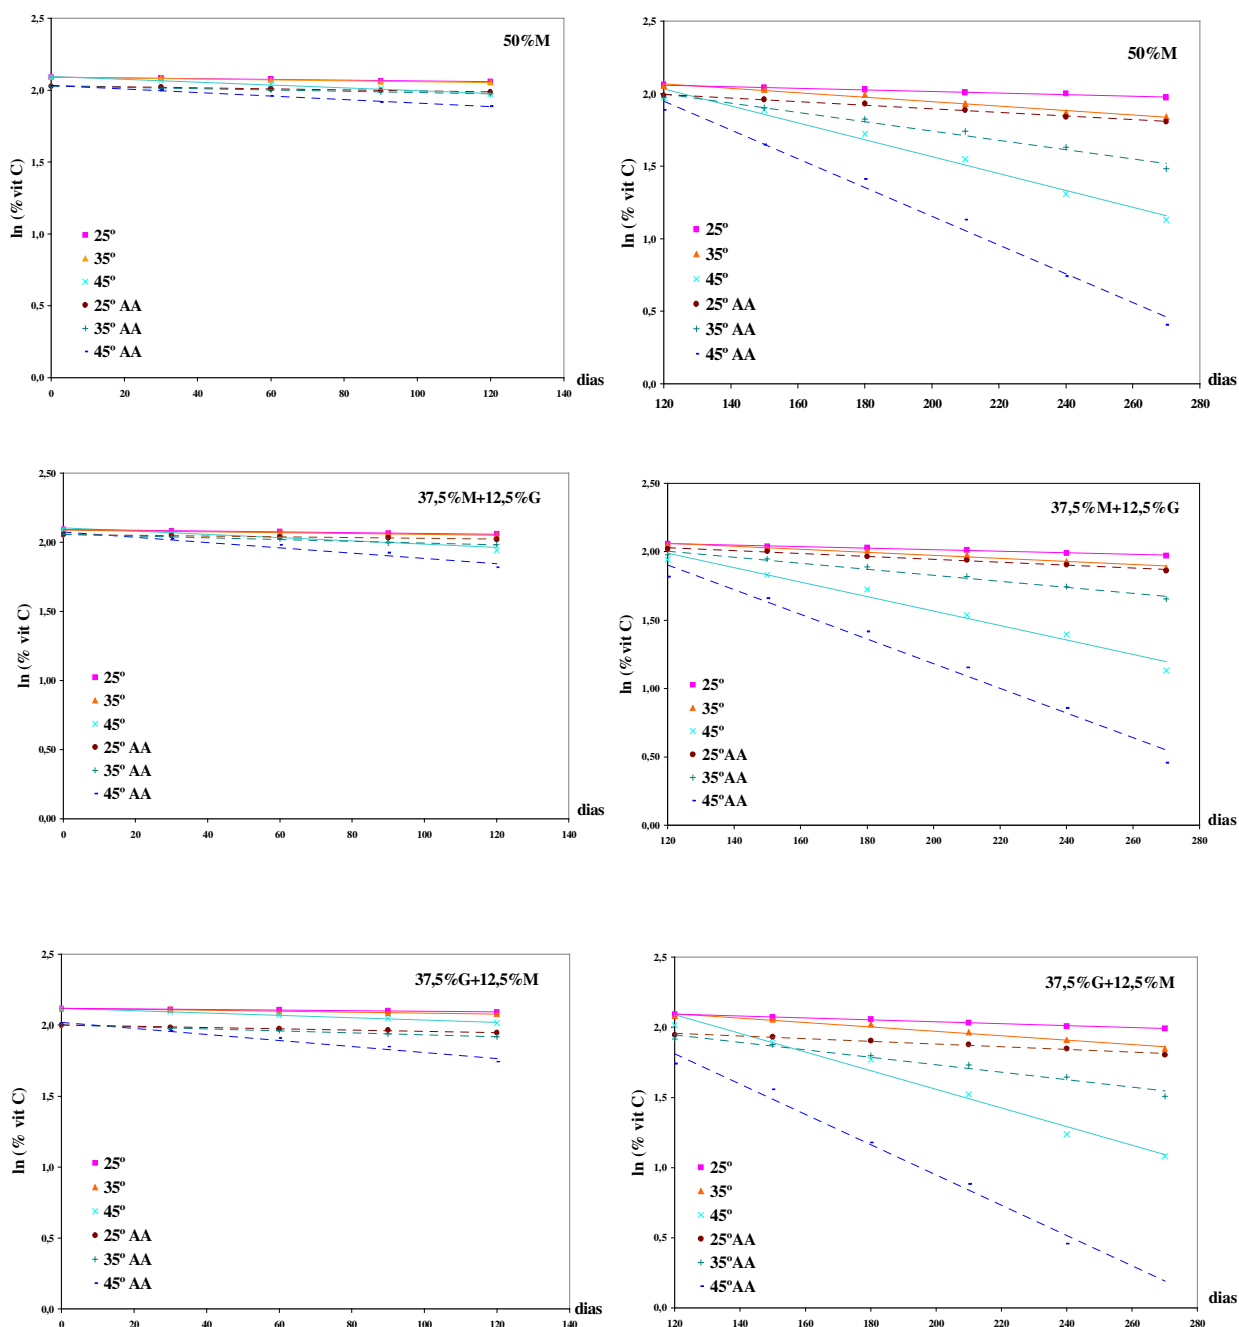 50%M
2,5
2,0
1,5
1,0
0,5
0,0
ln (% vit C)
25º
35º
45º
25º AA
35º AA
45º AA
0 20 40 60 80 100 120 140
dias
50%M
2,5
2,0
1,5
1,0
0,5
0,0
ln (% vit C)
25º
35º
45º
25º AA
35º AA
45º AA
120 140 160 180 200 220 240 260 280
dias
37,5%M+12,5%G
2,50
2,00
1,50
1,00
0,50
0,00
ln (% vit C)
25º
35º
45º
25º AA
35º AA
45º AA
0 20 40 60 80 100 120 140
dias
37,5%M+12,5%G
2,50
2,00
1,50
1,00
0,50
0,00
ln (% vit C)
25º
35º
45º
25ºAA
35ºAA
45ºAA
120 140 160 180 200 220 240 260 280
dias
37,5%G+12,5%M
2,5
2,0
1,5
1,0
0,5
0,0
ln (% vit C)
25º
35º
45º
25º AA
35º AA
45º AA
0 20 40 60 80 100 120 140
dias
37,5%G+12,5%M
2,5
2,0
1,5
1,0
0,5
0,0
ln (% vit C)
25º
35º
45º
25ºAA
35ºAA
45ºAA
120 140 160 180 200 220 240 260 280
dias